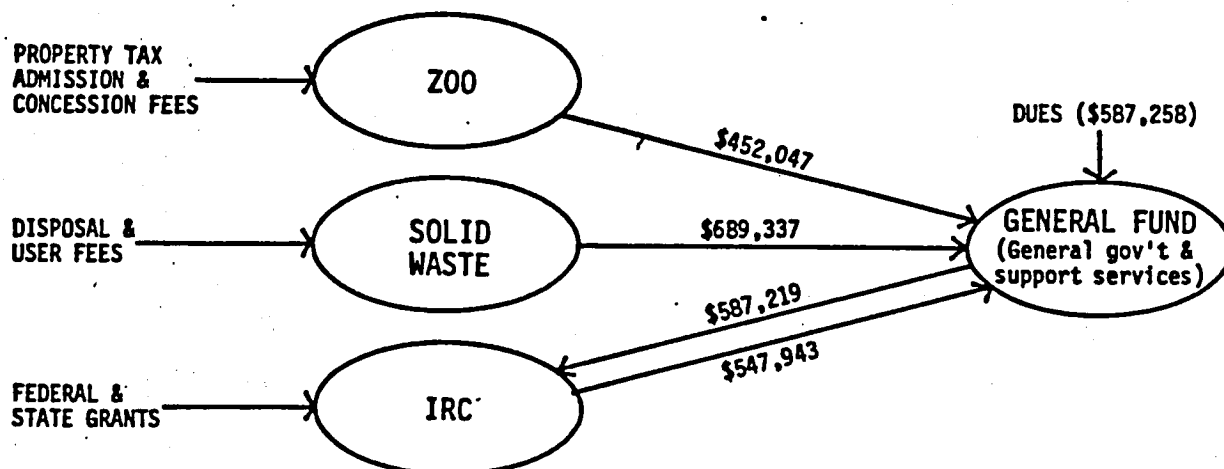 PROPERTY TAX
ADMISSION &
CONCESSION FEES
ZOO
$452,047
DUES ($587,258)
DISPOSAL &
USER FEES
SOLID
WASTE
$689,337
GENERAL FUND
(General gov't &
support services)
$587,219
$547,943
FEDERAL &
STATE GRANTS
IRC